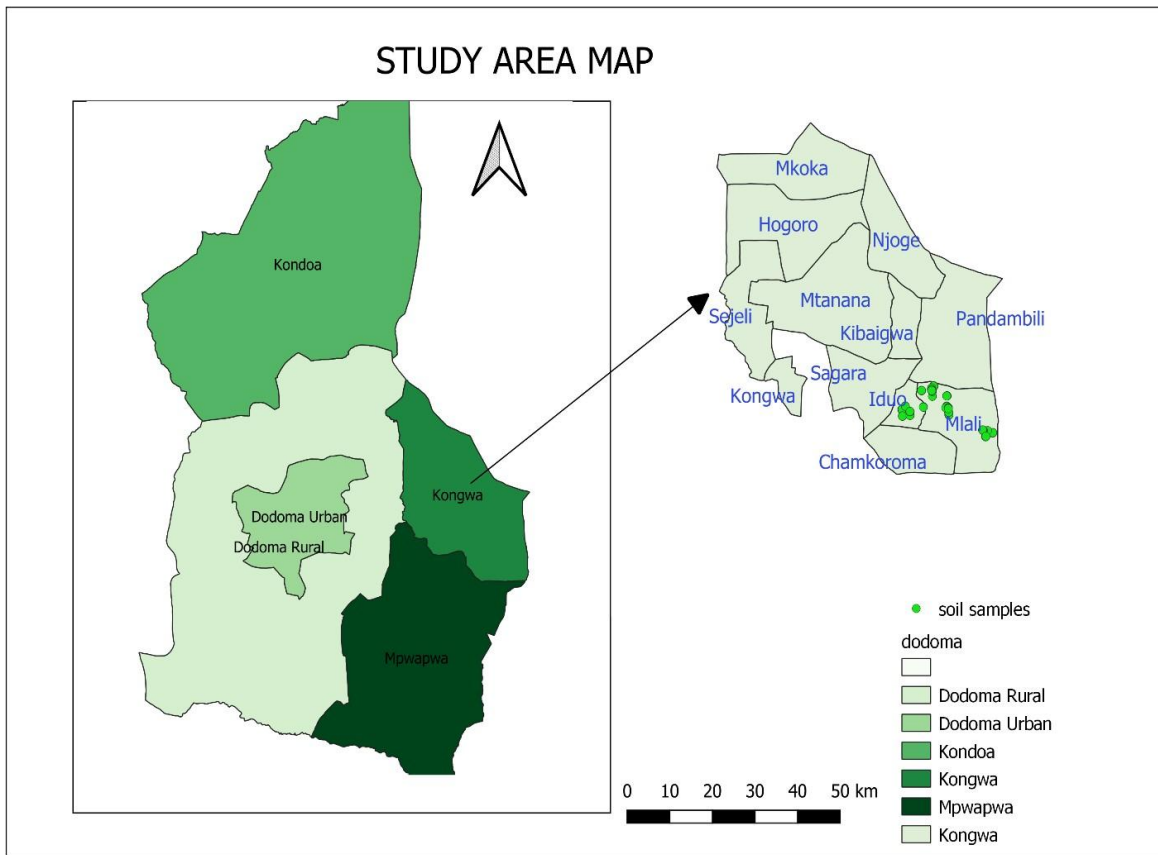 STUDY AREA MAP
Kondoa
Kongwa
Dodoma Urban
Dodoma Rural
Mpwapwa
Mkoka
Hogoro
Njoge
Mtanana
Sejeli
Kibaigwa
Pandambili
Sagara
Kongwa
Iduo
Mlali
Chamkoroma
soil samples
dodoma
Dodoma Rural
Dodoma Urban
Kondoa
Kongwa
Mpwapwa
Kongwa
0 10 20 30 40 50 km